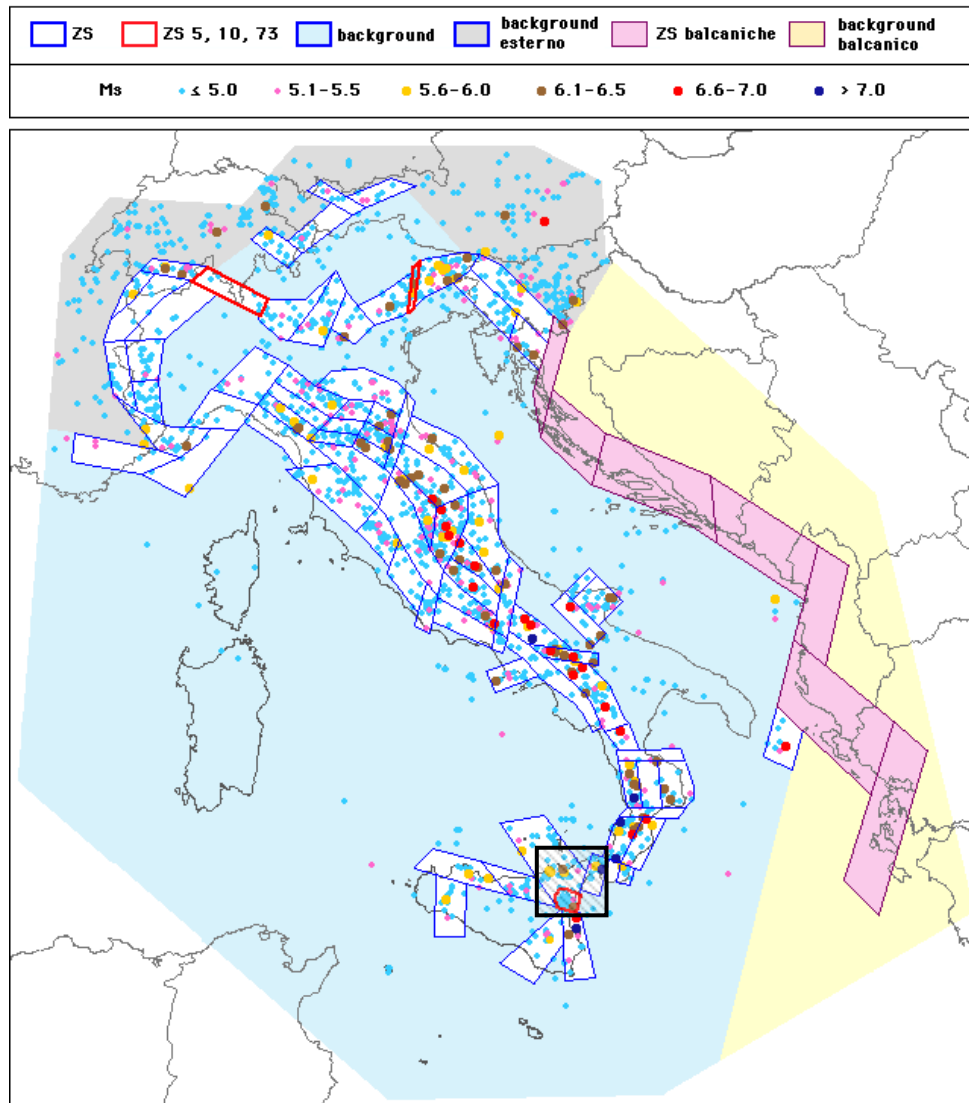 ZS
ZS 5, 10, 73
background
background
esterno
ZS balcaniche
background
balcanico
Ms
≤ 5.0
5.1-5.5
5.6-6.0
6.1-6.5
6.6-7.0
> 7.0